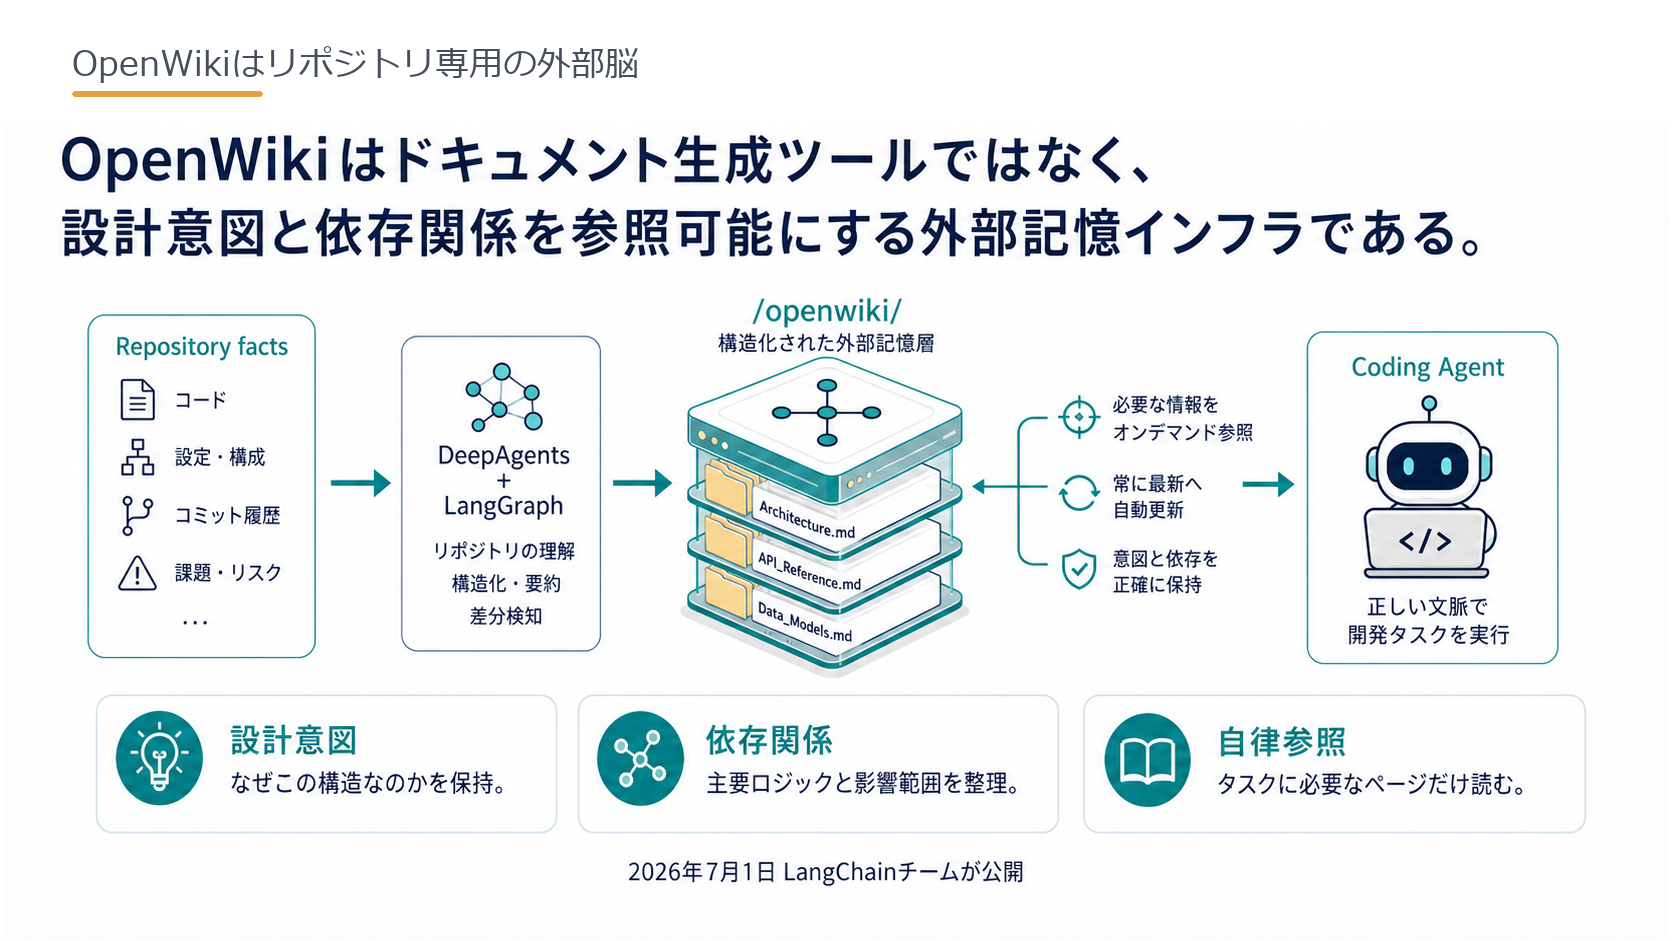 OpenWikiはリポジトリ専用の外部脳
OpenWikiはドキュメント生成ツールではなく、
設計意図と依存関係を参照可能にする外部記憶インフラである。
Repository facts
コード
設定・構成
コミット履歴
課題・リスク
...
DeepAgents
+
LangGraph
リポジトリの理解
構造化・要約
差分検知
/openwiki/
構造化された外部記憶層
Architecture.md
API_Reference.md
Data_Models.md
必要な情報を
オンデマンド参照
常に最新へ
自動更新
意図と依存を
正確に保持
Coding Agent
</>
正しい文脈で
開発タスクを実行
設計意図
なぜこの構造なのかを保持。
依存関係
主要ロジックと影響範囲を整理。
自律参照
タスクに必要なページだけ読む。
2026年7月1日 LangChainチームが公開